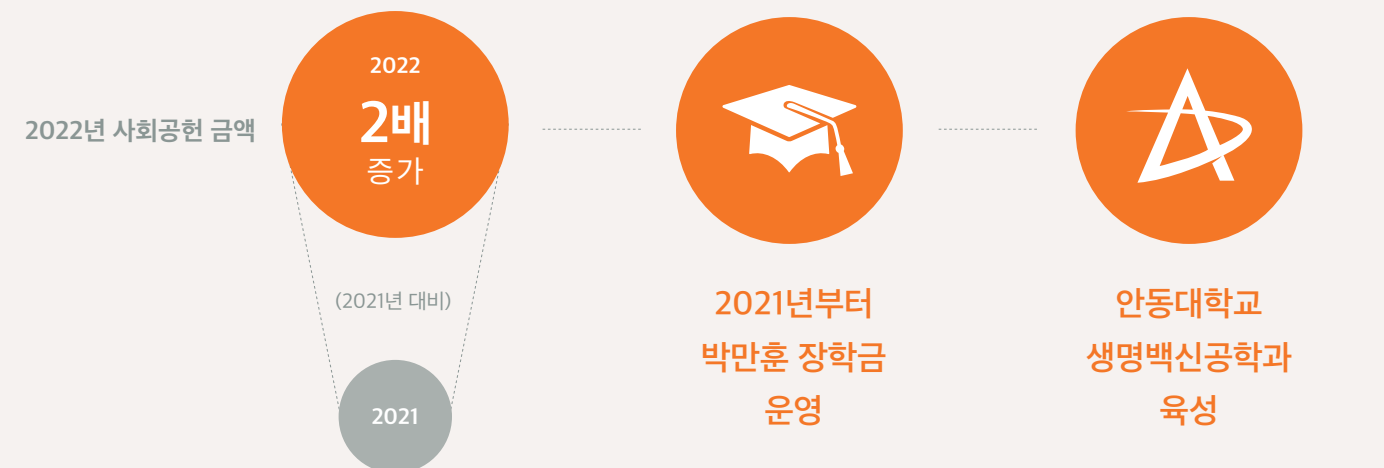 2022년 사회공헌 금액
2022
2배
증가
(2021년 대비)
2021
2021년부터
박만훈 장학금
운영
안동대학교
생명백신공학과
육성